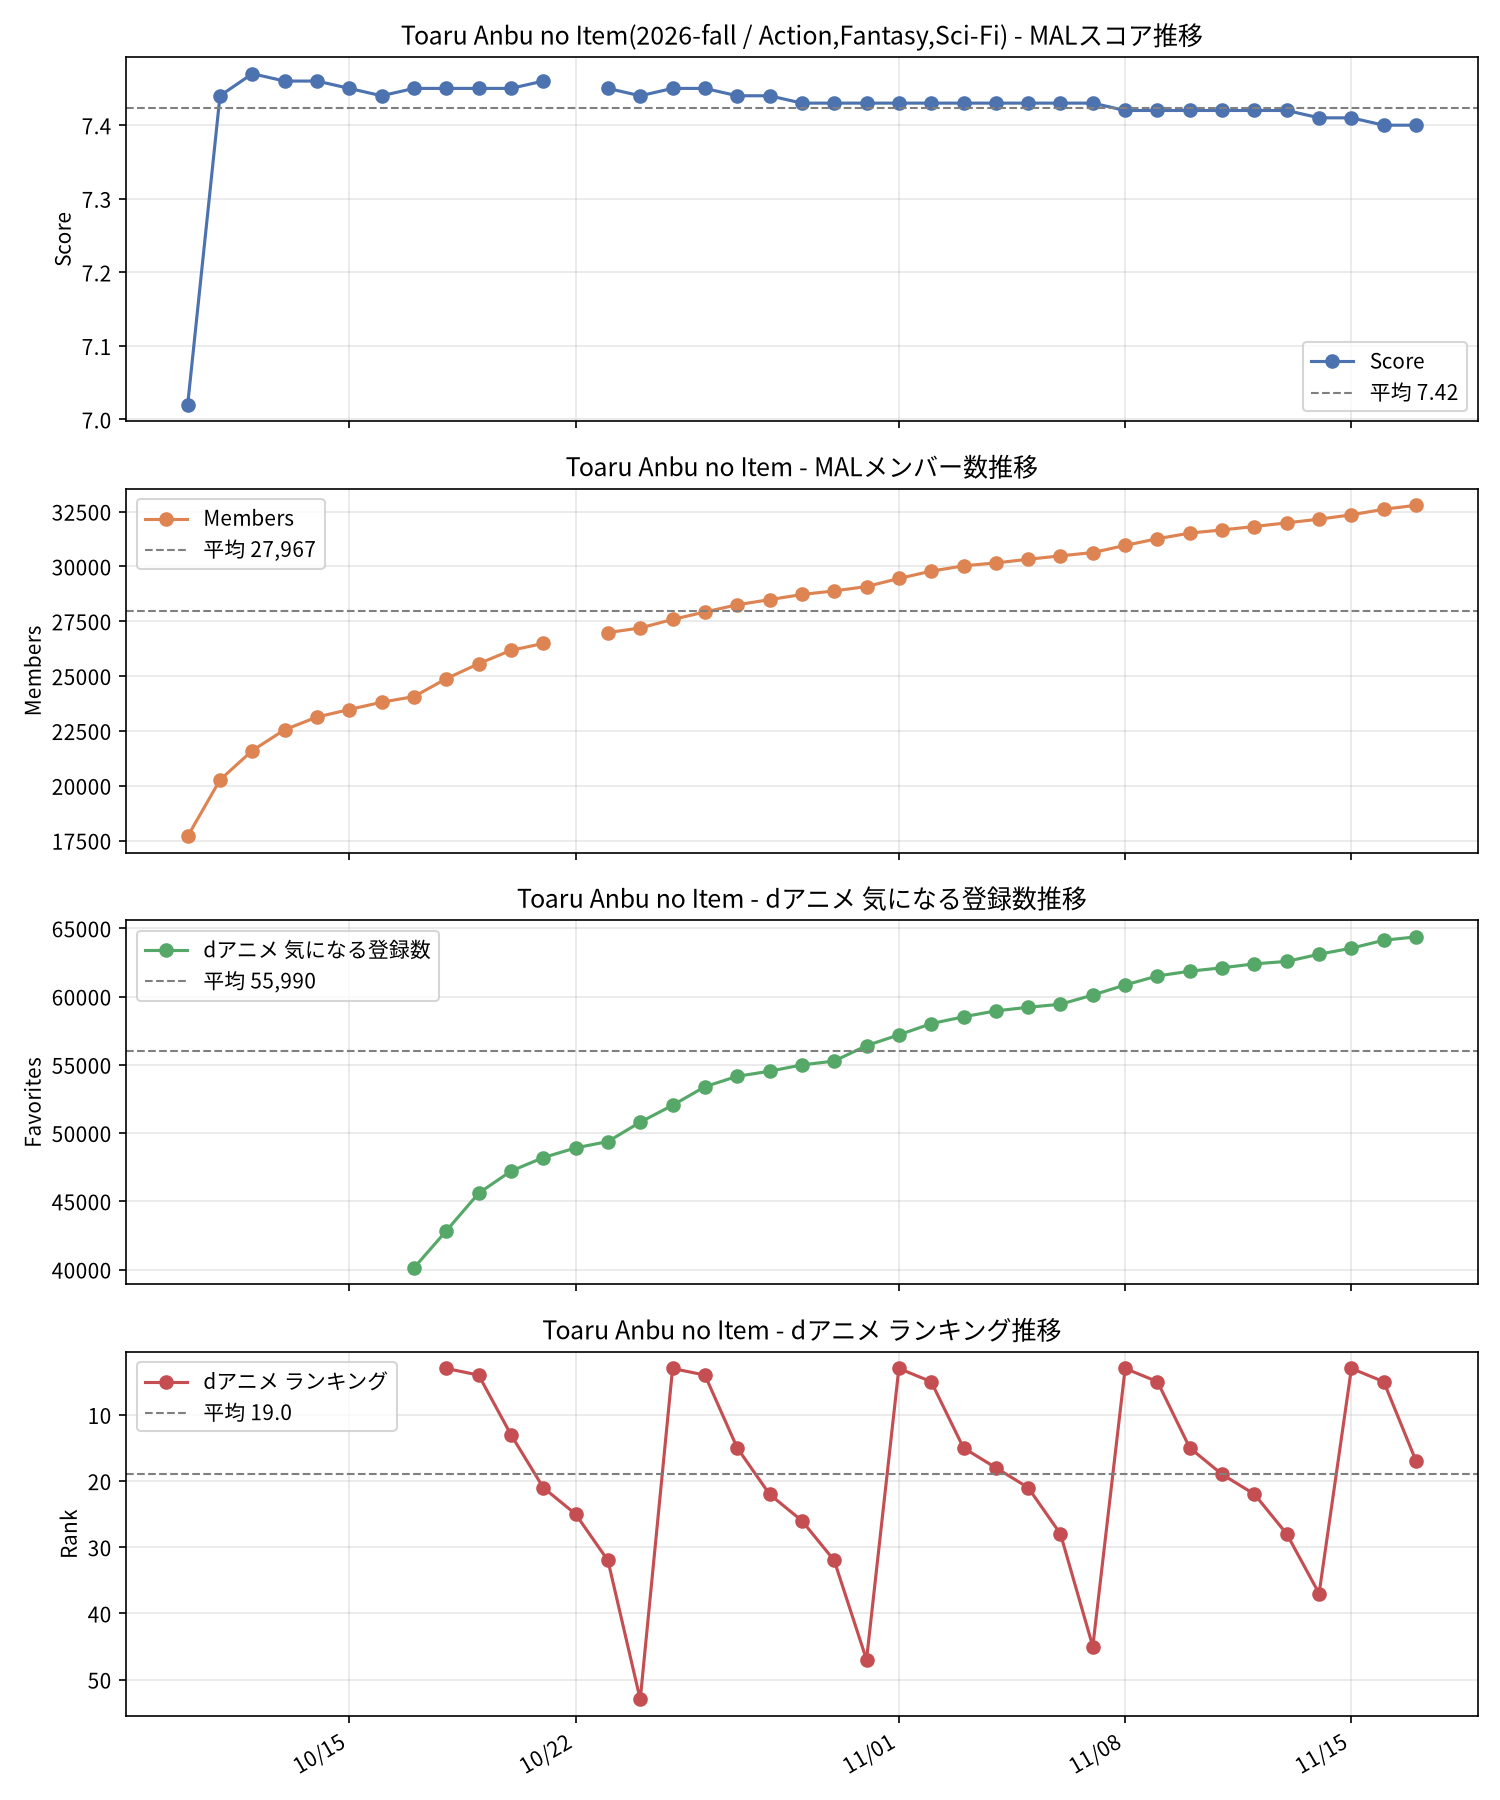 Toaru Anbu no Item(2026-fall / Action,Fantasy,Sci-Fi) - MALスコア推移
Score
7.4
7.3
7.2
7.1
7.0
Score
平均 7.42
Toaru Anbu no Item - MALメンバー数推移
Members
32500
30000
27500
25000
22500
20000
17500
Members
平均 27,967
Toaru Anbu no Item - dアニメ 気になる登録数推移
Favorites
65000
60000
55000
50000
45000
40000
dアニメ 気になる登録数
平均 55,990
Toaru Anbu no Item - dアニメ ランキング推移
Rank
10
20
30
40
50
dアニメ ランキング
平均 19.0
10/15
10/22
11/01
11/08
11/15